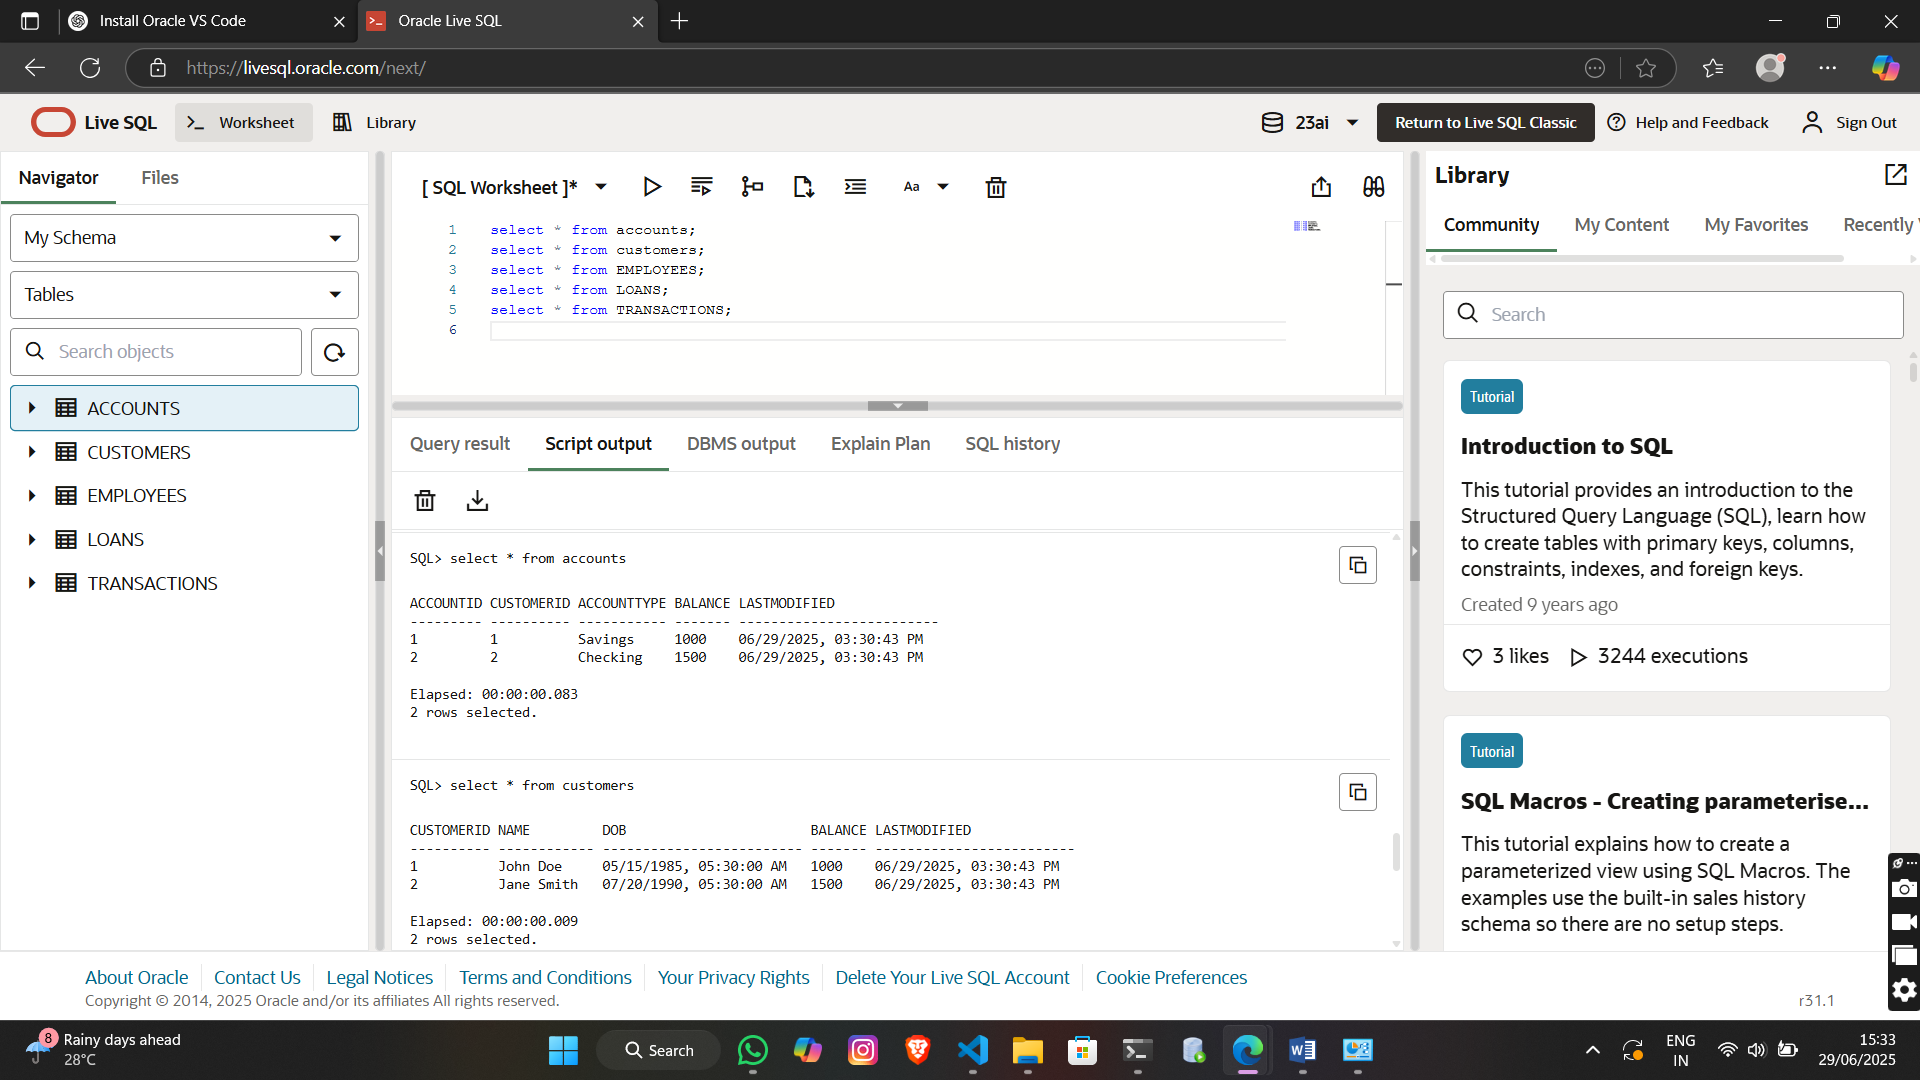 Install Oracle VS Code
Oracle Live SQL
https://livesql.oracle.com/next/
Live SQL
Worksheet
Library
23ai
Return to Live SQL Classic
Help and Feedback
Sign Out
Navigator
Files
My Schema
Tables
Search objects
ACCOUNTS
CUSTOMERS
EMPLOYEES
LOANS
TRANSACTIONS
[ SQL Worksheet ]*
Aa
1 select * from accounts;
2 select * from customers;
3 select * from EMPLOYEES;
4 select * from LOANS;
5 select * from TRANSACTIONS;
6
Query result
Script output
DBMS output
Explain Plan
SQL history
SQL> select * from accounts
ACCOUNTID CUSTOMERID ACCOUNTTYPE BALANCE LASTMODIFIED
--------- ---------- ----------- ------- -------------------------
1 1 Savings 1000 06/29/2025, 03:30:43 PM
2 2 Checking 1500 06/29/2025, 03:30:43 PM
Elapsed: 00:00:00.083
2 rows selected.
SQL> select * from customers
CUSTOMERID NAME DOB BALANCE LASTMODIFIED
---------- ------------ ------------------------- ------- -------------------------
1 John Doe 05/15/1985, 05:30:00 AM 1000 06/29/2025, 03:30:43 PM
2 Jane Smith 07/20/1990, 05:30:00 AM 1500 06/29/2025, 03:30:43 PM
Elapsed: 00:00:00.009
2 rows selected.
Library
Community
My Content
My Favorites
Recently
Search
Tutorial
Introduction to SQL
This tutorial provides an introduction to the
Structured Query Language (SQL), learn how
to create tables with primary keys, columns,
constraints, indexes, and foreign keys.
Created 9 years ago
3 likes
3244 executions
Tutorial
SQL Macros - Creating parameterise...
This tutorial explains how to create a
parameterized view using SQL Macros. The
examples use the built-in sales history
schema so there are no setup steps.
About Oracle
Contact Us
Legal Notices
Terms and Conditions
Your Privacy Rights
Delete Your Live SQL Account
Cookie Preferences
Copyright © 2014, 2025 Oracle and/or its affiliates All rights reserved.
r31.1
8
Rainy days ahead
28°C
Search
ENG
IN
15:33
29/06/2025